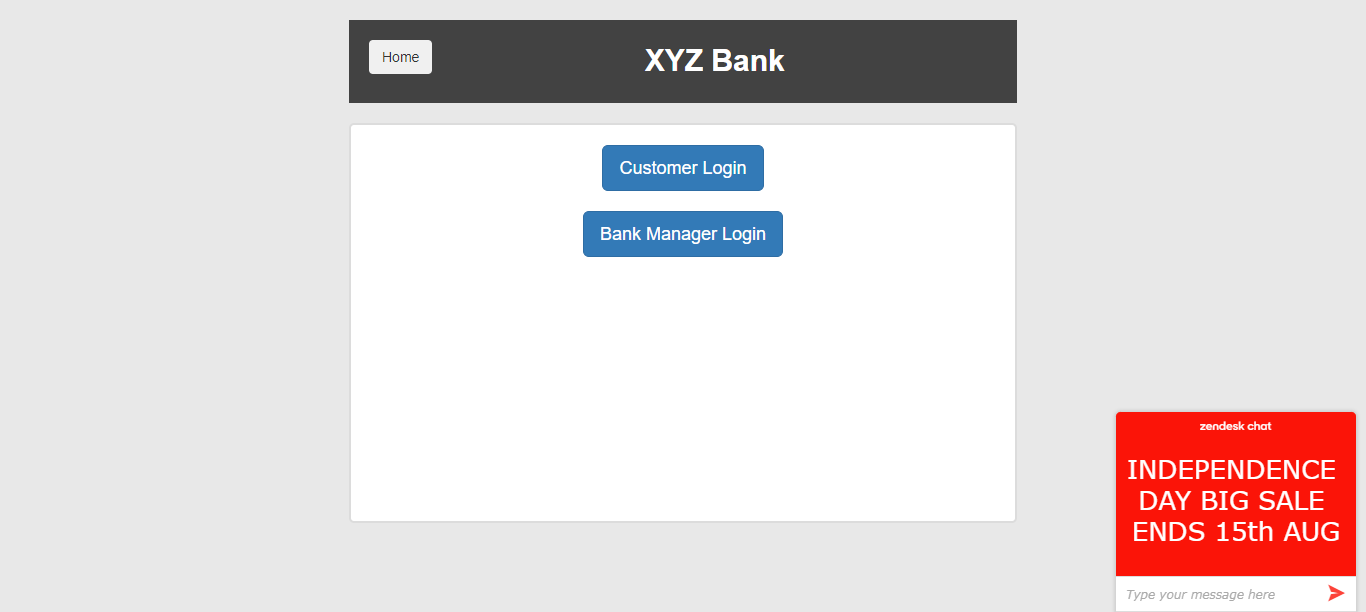 Home
XYZ Bank
Customer Login
Bank Manager Login
zendesk chat
INDEPENDENCE
DAY BIG SALE
ENDS 15th AUG
Type your message here